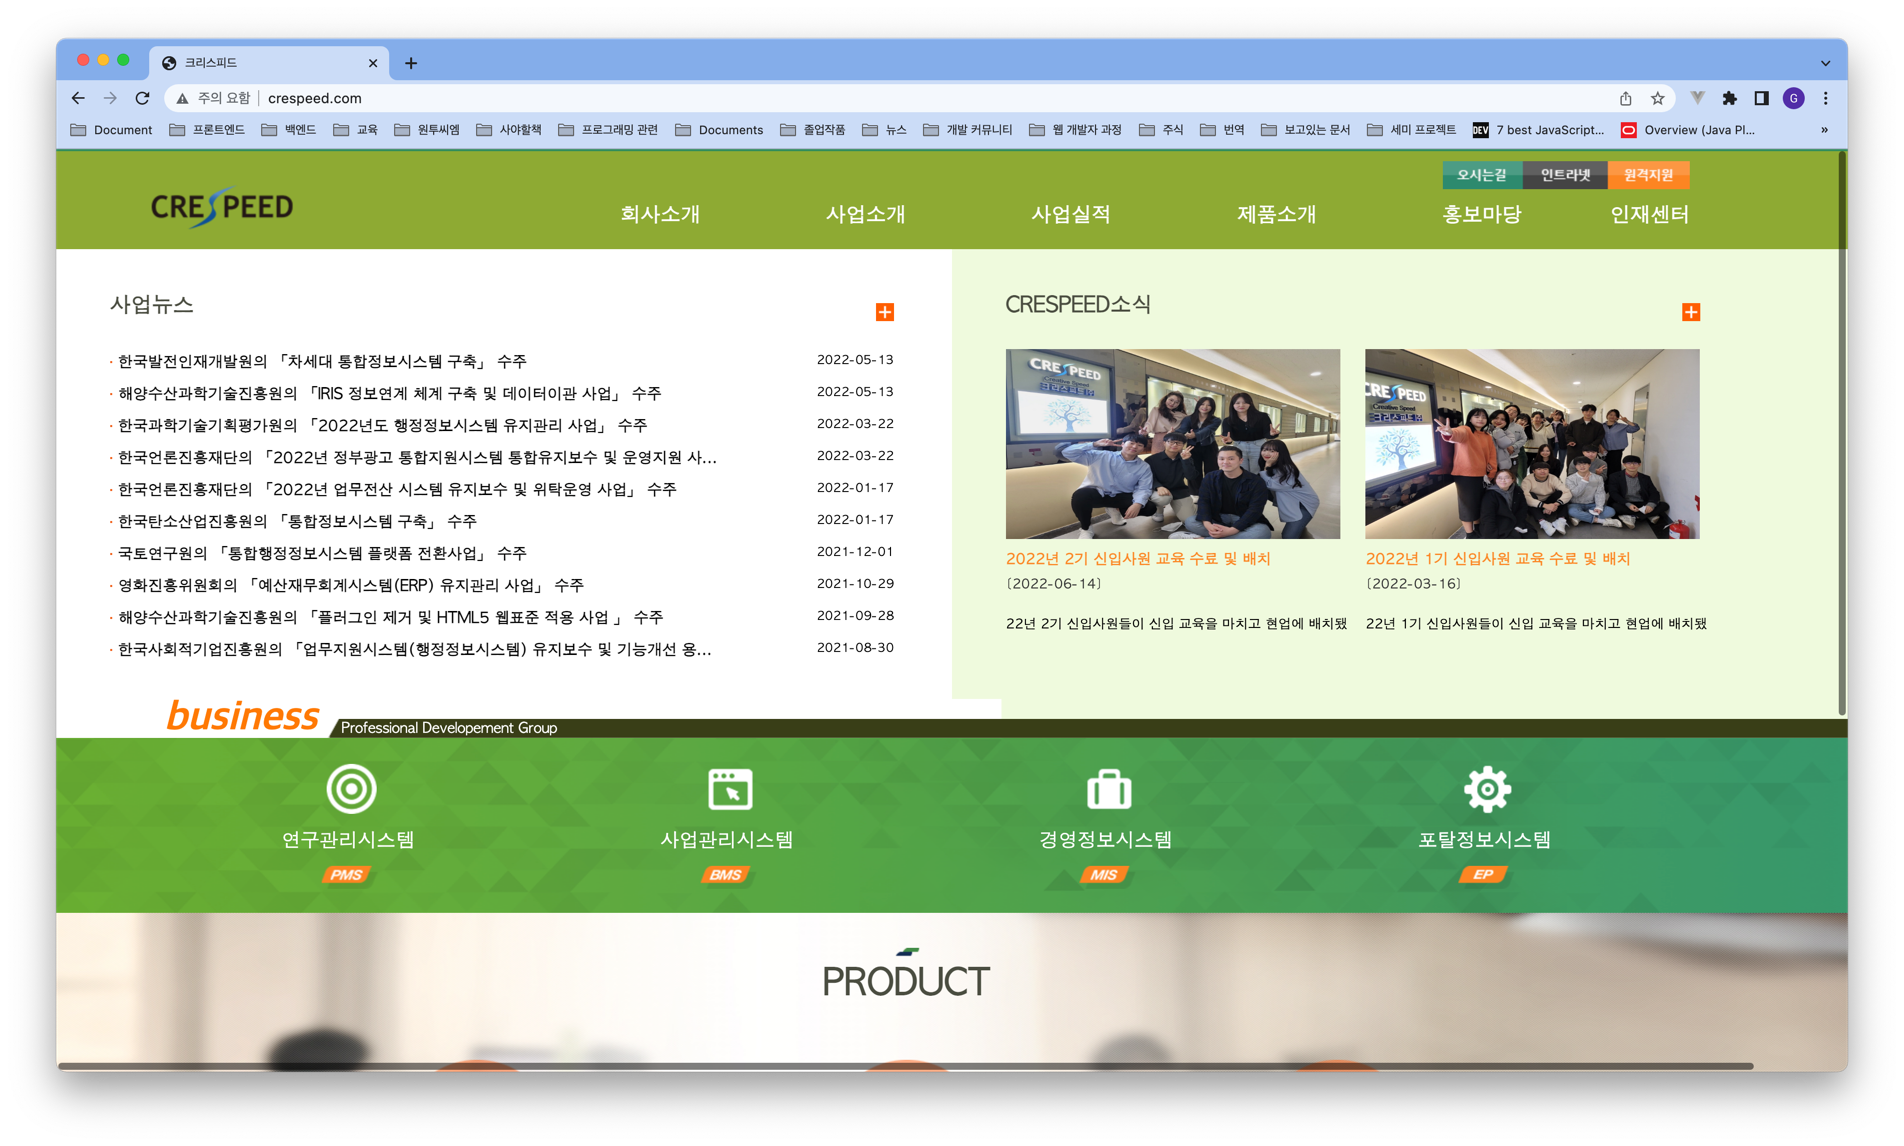 크리스피드
주의 요함
crespeed.com
G
Document
프론트엔드
백엔드
교육
원투씨엠
사야할책
프로그래밍 관련
Documents
졸업작품
뉴스
개발 커뮤니티
웹 개발자 과정
주식
번역
보고있는 문서
세미 프로젝트
DEV
7 best JavaScript...
Overview (Java Pl...
»
오시는길
인트라넷
원격지원
CRESPEED
회사소개
사업소개
사업실적
제품소개
홍보마당
인재센터
사업뉴스
· 한국발전인재개발원의 「차세대 통합정보시스템 구축」 수주 2022-05-13
· 해양수산과학기술진흥원의 「IRIS 정보연계 체계 구축 및 데이터이관 사업」 수주 2022-05-13
· 한국과학기술기획평가원의 「2022년도 행정정보시스템 유지관리 사업」 수주 2022-03-22
· 한국언론진흥재단의 「2022년 정부광고 통합지원시스템 통합유지보수 및 운영지원 사... 2022-03-22
· 한국언론진흥재단의 「2022년 업무전산 시스템 유지보수 및 위탁운영 사업」 수주 2022-01-17
· 한국탄소산업진흥원의 「통합정보시스템 구축」 수주 2022-01-17
· 국토연구원의 「통합행정정보시스템 플랫폼 전환사업」 수주 2021-12-01
· 영화진흥위원회의 「예산재무회계시스템(ERP) 유지관리 사업」 수주 2021-10-29
· 해양수산과학기술진흥원의 「플러그인 제거 및 HTML5 웹표준 적용 사업 」 수주 2021-09-28
· 한국사회적기업진흥원의 「업무지원시스템(행정정보시스템) 유지보수 및 기능개선 용... 2021-08-30
CRESPEED소식
CRESPEED
Creative Speed
크리스피드㈜
CRESPEED
Creative Speed
크리스피드㈜
2022년 2기 신입사원 교육 수료 및 배치
[2022-06-14]
22년 2기 신입사원들이 신입 교육을 마치고 현업에 배치됐
2022년 1기 신입사원 교육 수료 및 배치
[2022-03-16]
22년 1기 신입사원들이 신입 교육을 마치고 현업에 배치됐
business
Professional Developement Group
연구관리시스템
PMS
사업관리시스템
BMS
경영정보시스템
MIS
포탈정보시스템
EP
PRODUCT